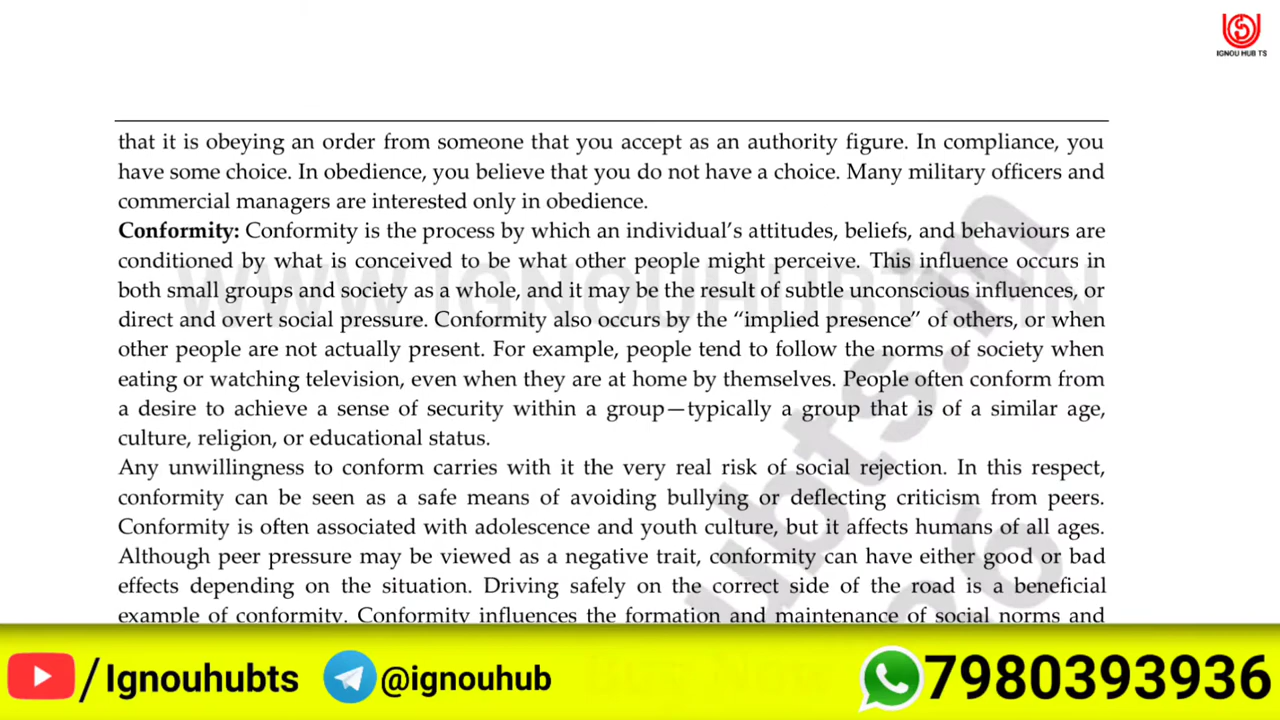 IGNOU HUB TS
that it is obeying an order from someone that you accept as an authority figure. In compliance, you
have some choice. In obedience, you believe that you do not have a choice. Many military officers and
commercial managers are interested only in obedience.
Conformity: Conformity is the process by which an individual's attitudes, beliefs, and behaviours are
conditioned by what is conceived to be what other people might perceive. This influence occurs in
both small groups and society as a whole, and it may be the result of subtle unconscious influences, or
direct and overt social pressure. Conformity also occurs by the “implied presence” of others, or when
other people are not actually present. For example, people tend to follow the norms of society when
eating or watching television, even when they are at home by themselves. People often conform from
a desire to achieve a sense of security within a group—typically a group that is of a similar age,
culture, religion, or educational status.
Any unwillingness to conform carries with it the very real risk of social rejection. In this respect,
conformity can be seen as a safe means of avoiding bullying or deflecting criticism from peers.
Conformity is often associated with adolescence and youth culture, but it affects humans of all ages.
Although peer pressure may be viewed as a negative trait, conformity can have either good or bad
effects depending on the situation. Driving safely on the correct side of the road is a beneficial
example of conformity. Conformity influences the formation and maintenance of social norms and
/Ignouhubts @ignouhub 7980393936